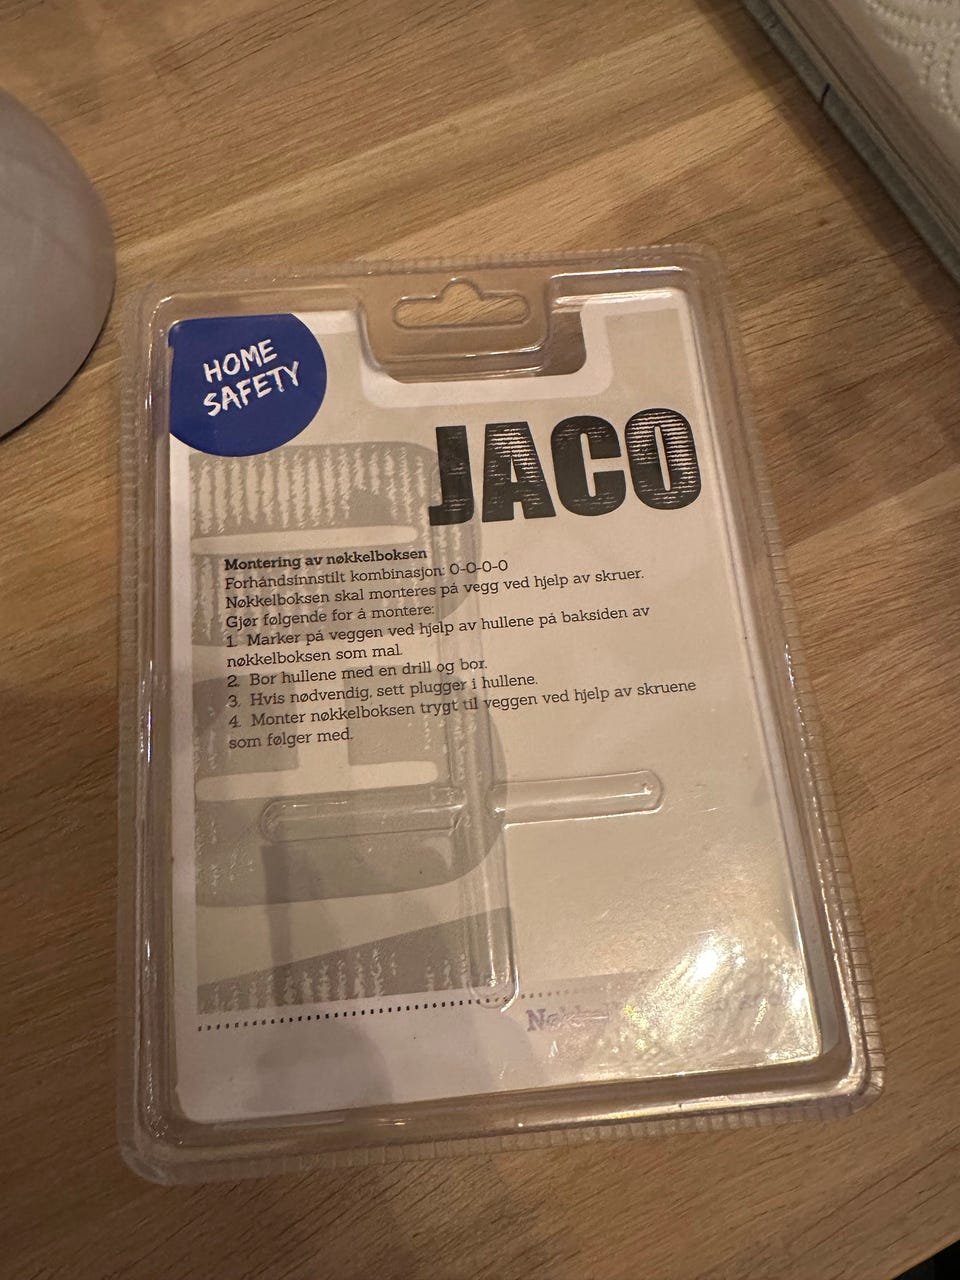 HOME
SAFETY
JACO
Montering av nøkkelboksen
Forhåndsinnstilt kombinasjon: 0-0-0-0
Nøkkelboksen skal monteres på vegg ved hjelp av skruer.
Gjør følgende for å montere:
1. Marker på veggen ved hjelp av hullene på baksiden av
nøkkelboksen som mal.
2. Bor hullene med en drill og bor.
3. Hvis nødvendig, sett plugger i hullene.
4. Monter nøkkelboksen trygt til veggen ved hjelp av skruene
som følger med.